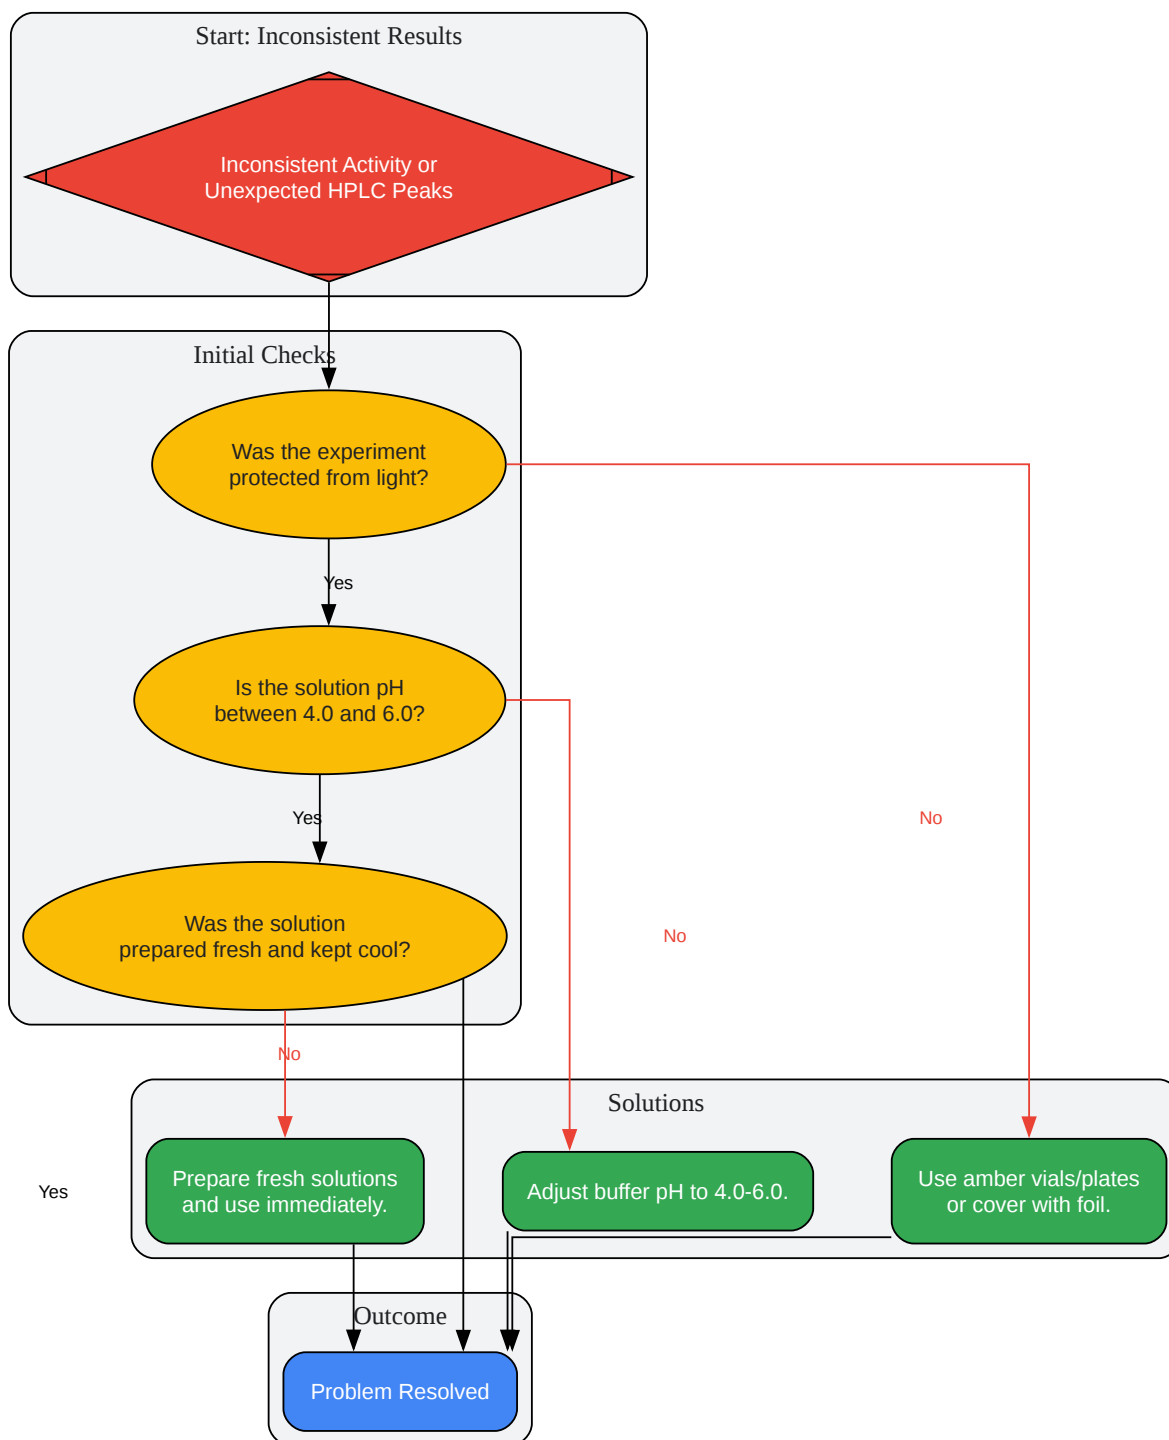 Start: Inconsistent Results
Inconsistent Activity or
Unexpected HPLC Peaks
Initial Checks
Was the experiment
protected from light?
Yes
Is the solution pH
between 4.0 and 6.0?
Yes
No
Was the solution
prepared fresh and kept cool?
No
No
Solutions
Prepare fresh solutions
and use immediately.
Adjust buffer pH to 4.0-6.0.
Use amber vials/plates
or cover with foil.
Yes
Outcome
Problem Resolved